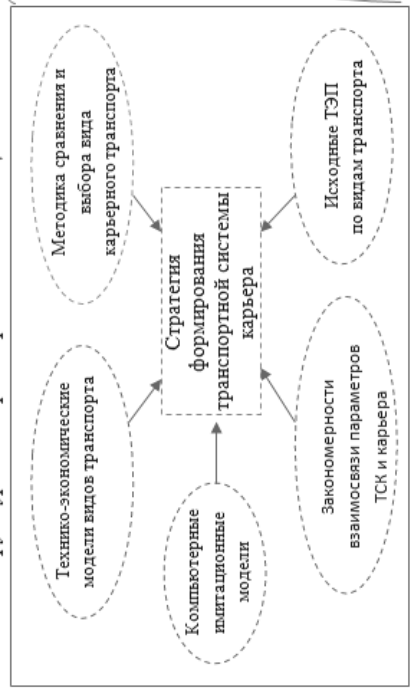 Технико-экономические
модели видов транспорта
Методика сравнения и
выбора вида
карьерного транспорта
Компьютерные
имитационные
модели
Стратегия
формирования
транспортной системы
карьера
Закономерности
взаимосвязи параметров
ТСК и карьера
Исходные ТЭП
по видам транспорта